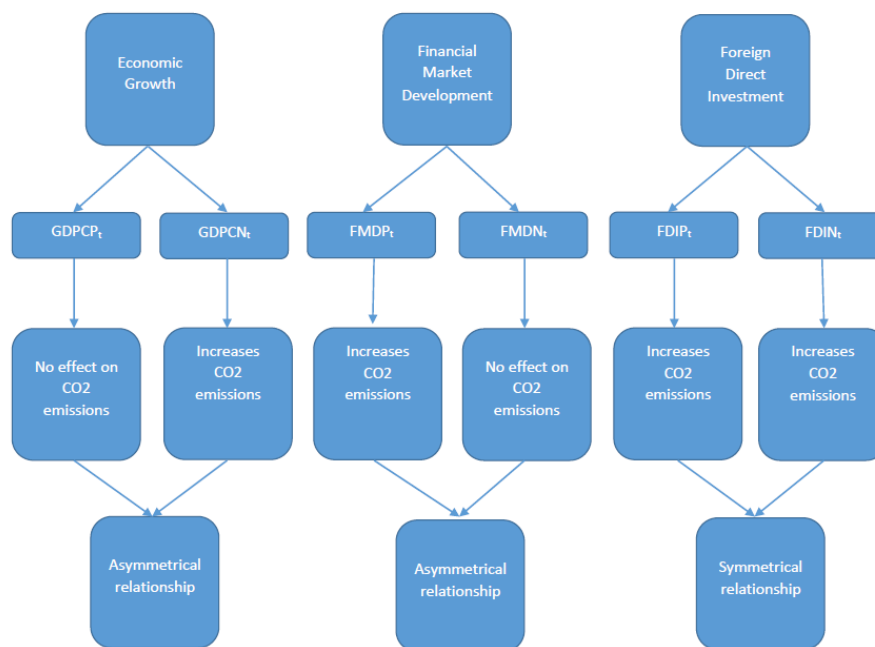 Economic
Growth
Financial
Market
Development
Foreign
Direct
Investment
GDPCPₜ
GDPCNₜ
FMDPₜ
FMDNₜ
FDIPₜ
FDINₜ
No effect on
CO2
emissions
Increases
CO2
emissions
Increases
CO2
emissions
No effect on
CO2
emissions
Increases
CO2
emissions
Increases
CO2
emissions
Asymmetrical
relationship
Asymmetrical
relationship
Symmetrical
relationship